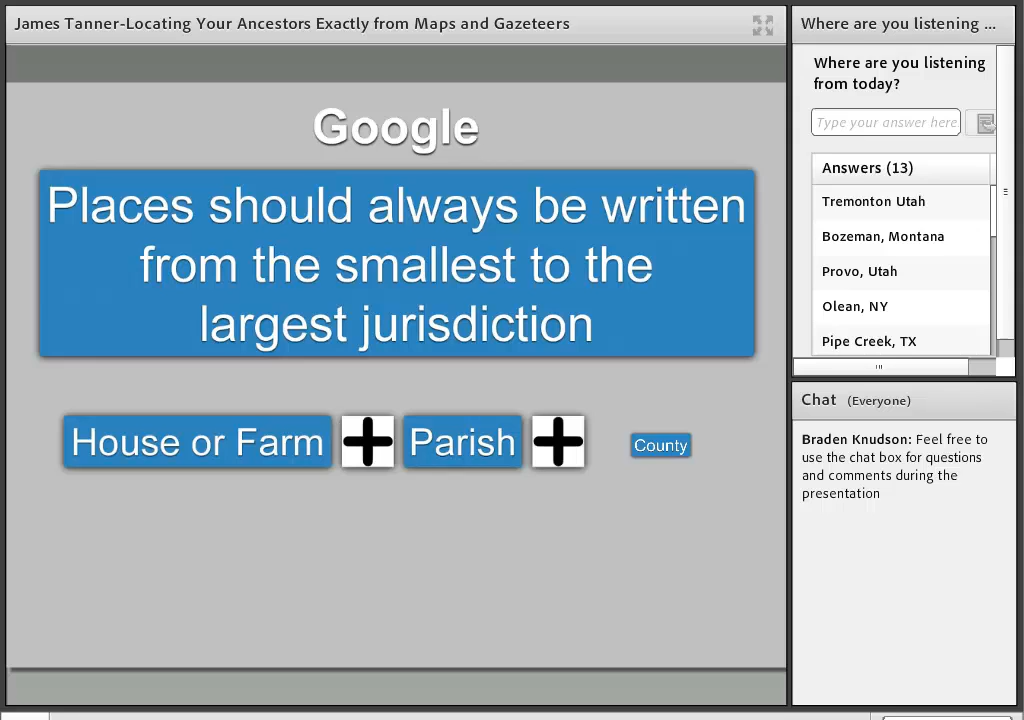 James Tanner-Locating Your Ancestors Exactly from Maps and Gazeteers
Google
Places should always be written
from the smallest to the
largest jurisdiction
House or Farm
Parish
County
Where are you listening ...
Where are you listening
from today?
Type your answer here
Answers (13)
Tremonton Utah
Bozeman, Montana
Provo, Utah
Olean, NY
Pipe Creek, TX
Chat (Everyone)
Braden Knudson: Feel free to
use the chat box for questions
and comments during the
presentation